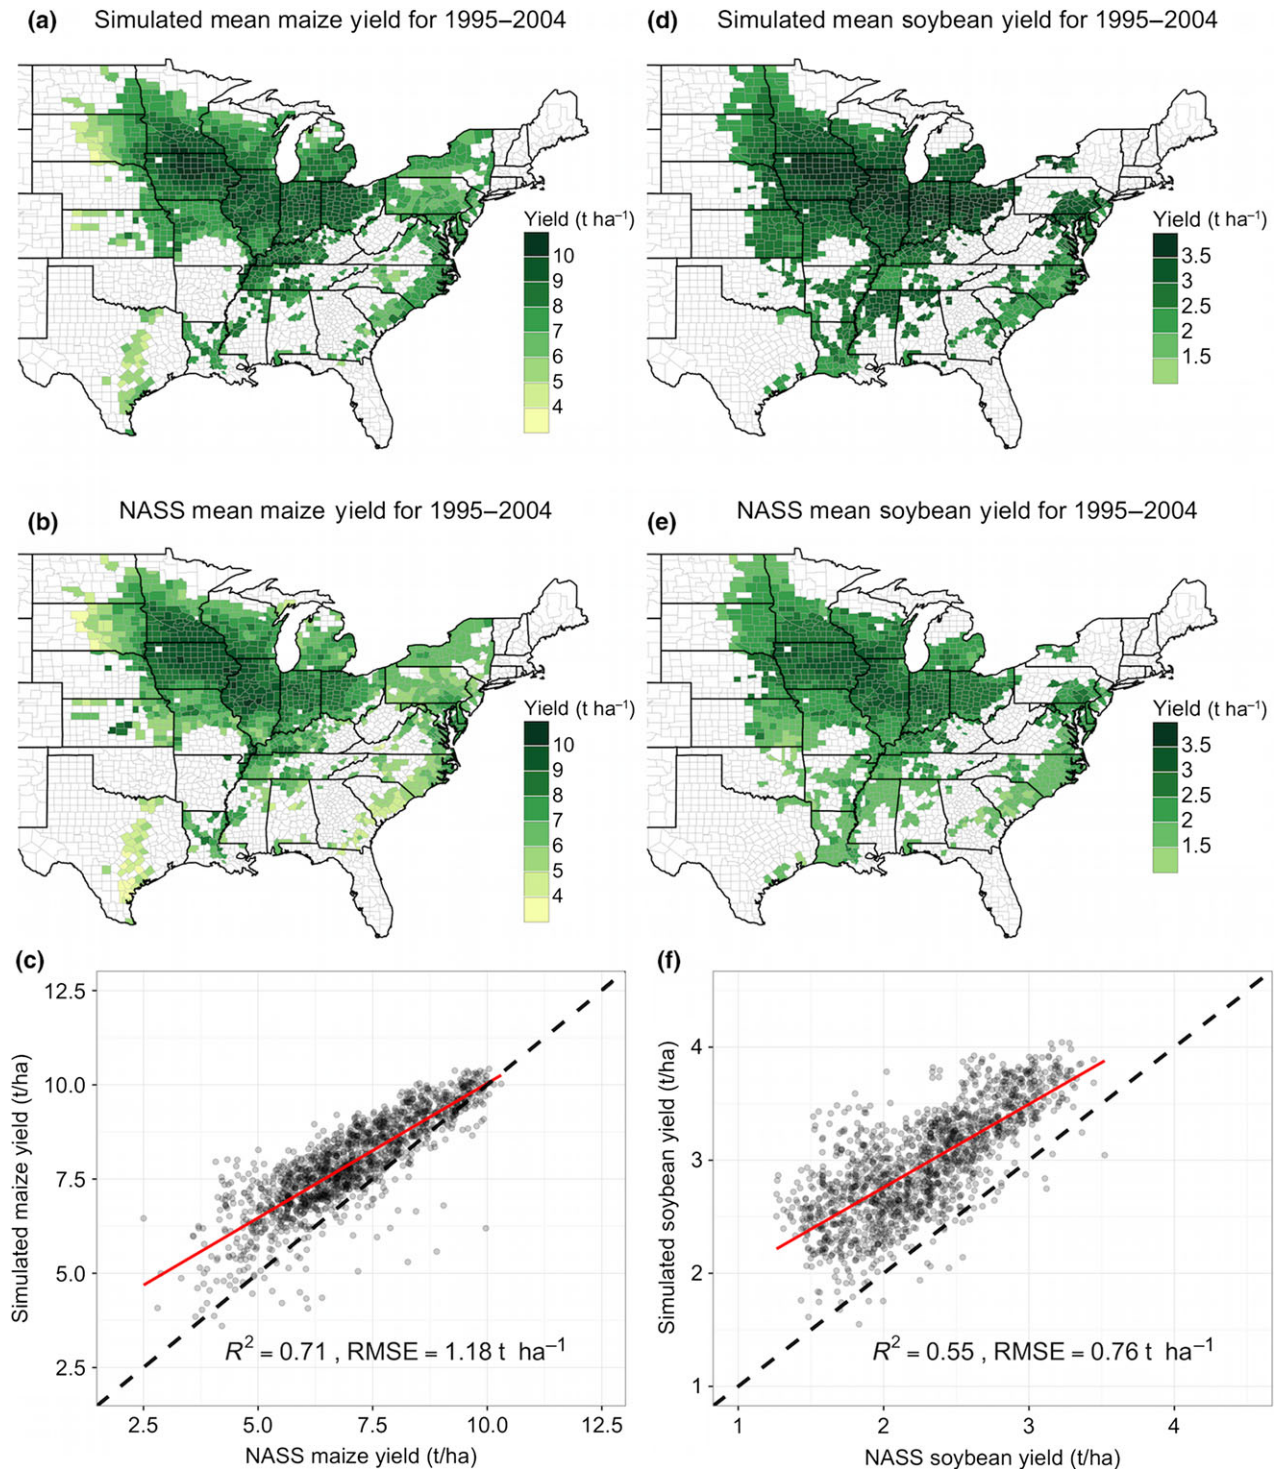 (a) Simulated mean maize yield for 1995–2004
Yield (t ha⁻¹)
10
9
8
7
6
5
4
(d) Simulated mean soybean yield for 1995–2004
Yield (t ha⁻¹)
3.5
3
2.5
2
1.5
(b) NASS mean maize yield for 1995–2004
Yield (t ha⁻¹)
10
9
8
7
6
5
4
(e) NASS mean soybean yield for 1995–2004
Yield (t ha⁻¹)
3.5
3
2.5
2
1.5
(c)
Simulated maize yield (t/ha)
12.5
10.0
7.5
5.0
2.5
R² = 0.71 , RMSE = 1.18 t ha⁻¹
2.5 5.0 7.5 10.0 12.5
NASS maize yield (t/ha)
(f)
Simulated soybean yield (t/ha)
4
3
2
1
R² = 0.55 , RMSE = 0.76 t ha⁻¹
1 2 3 4
NASS soybean yield (t/ha)